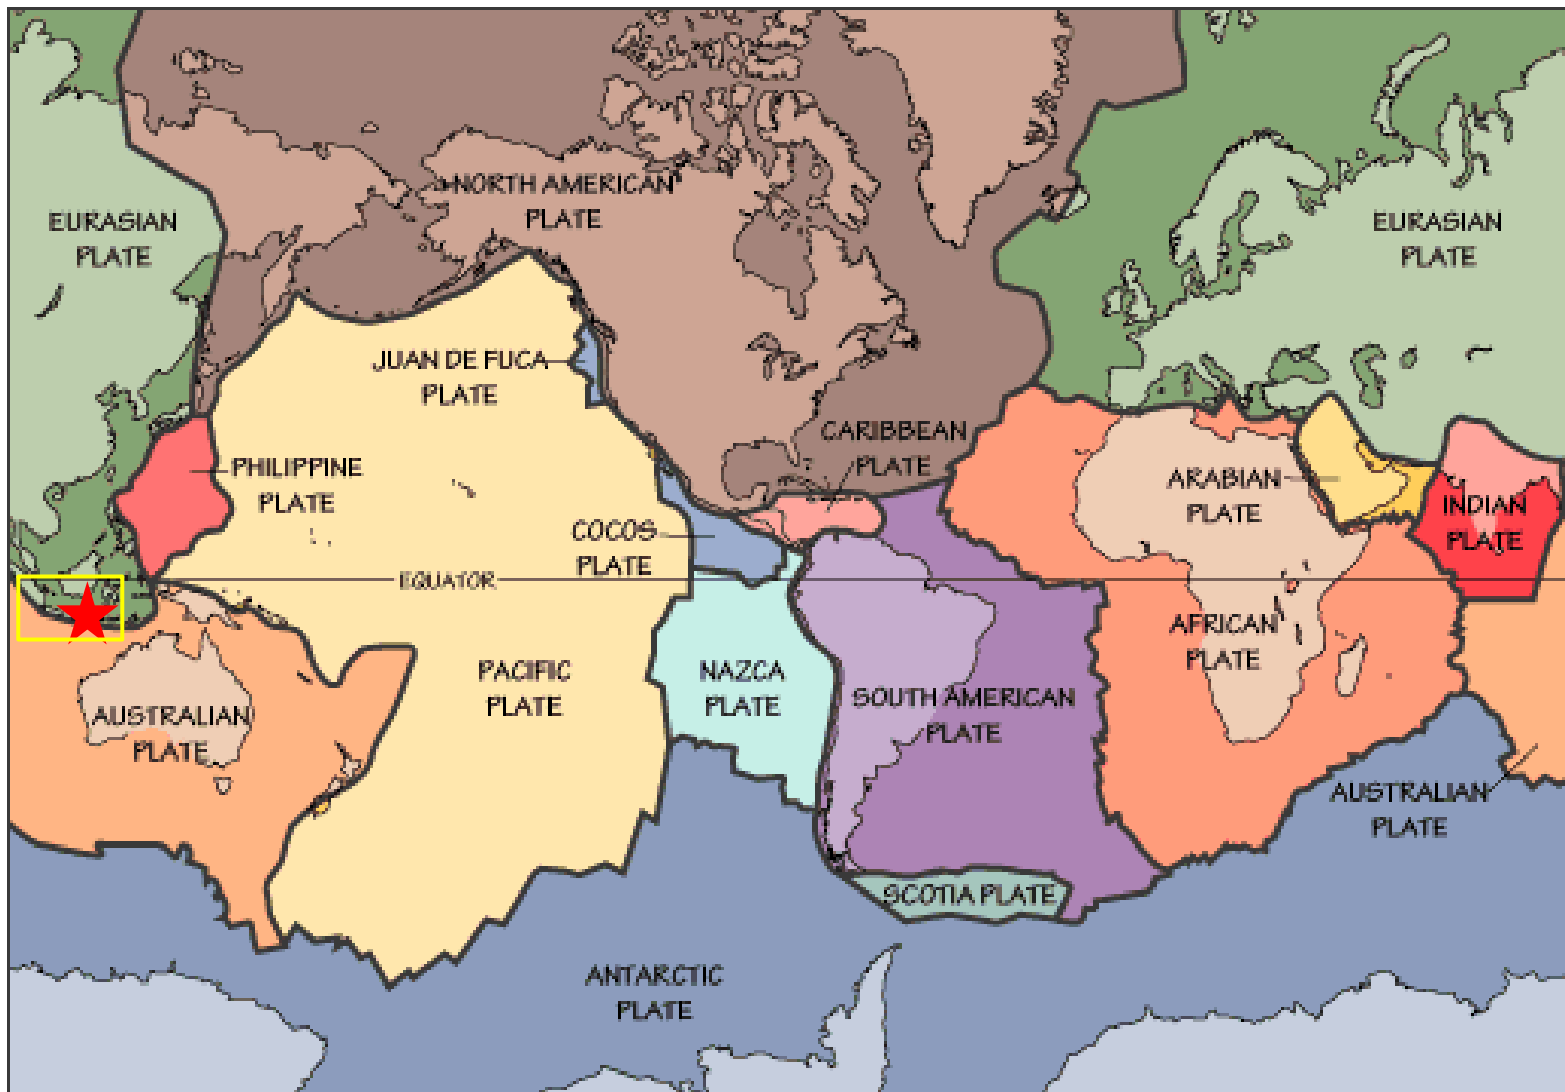 NORTH AMERICAN
PLATE
EURASIAN
PLATE
EURASIAN
PLATE
JUAN DE FUCA
PLATE
CARIBBEAN
PLATE
PHILIPPINE
PLATE
ARABIAN
PLATE
INDIAN
PLATE
COCOS
PLATE
EQUATOR
AFRICAN
PLATE
PACIFIC
PLATE
NAZCA
PLATE
SOUTH AMERICAN
PLATE
AUSTRALIAN
PLATE
AUSTRALIAN
PLATE
SCOTIA PLATE
ANTARCTIC
PLATE